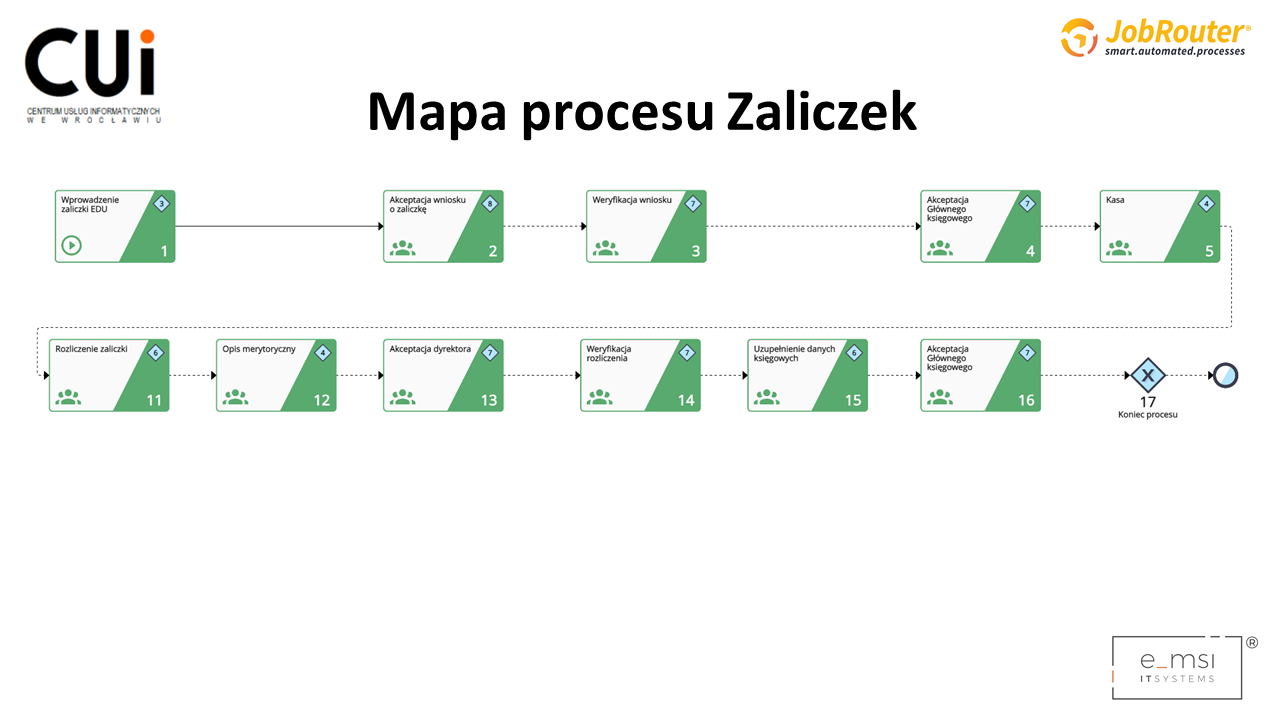 CUi
CENTRUM USŁUG INFORMATYCZNYCH
WE WROCŁAWIU
JobRouter®
smart.automated.processes
Mapa procesu Zaliczek
Wprowadzenie
zaliczki EDU
3
1
Akceptacja wniosku
o zaliczkę
8
2
Weryfikacja wniosku
7
3
Akceptacja
Głównego
księgowego
7
4
Kasa
4
5
Rozliczenie zaliczki
6
11
Opis merytoryczny
4
12
Akceptacja dyrektora
7
13
Weryfikacja
rozliczenia
7
14
Uzupełnienie danych
księgowych
6
15
Akceptacja
Głównego
księgowego
7
16
X
17
Koniec procesu
e_msi
ITSYSTEMS
®